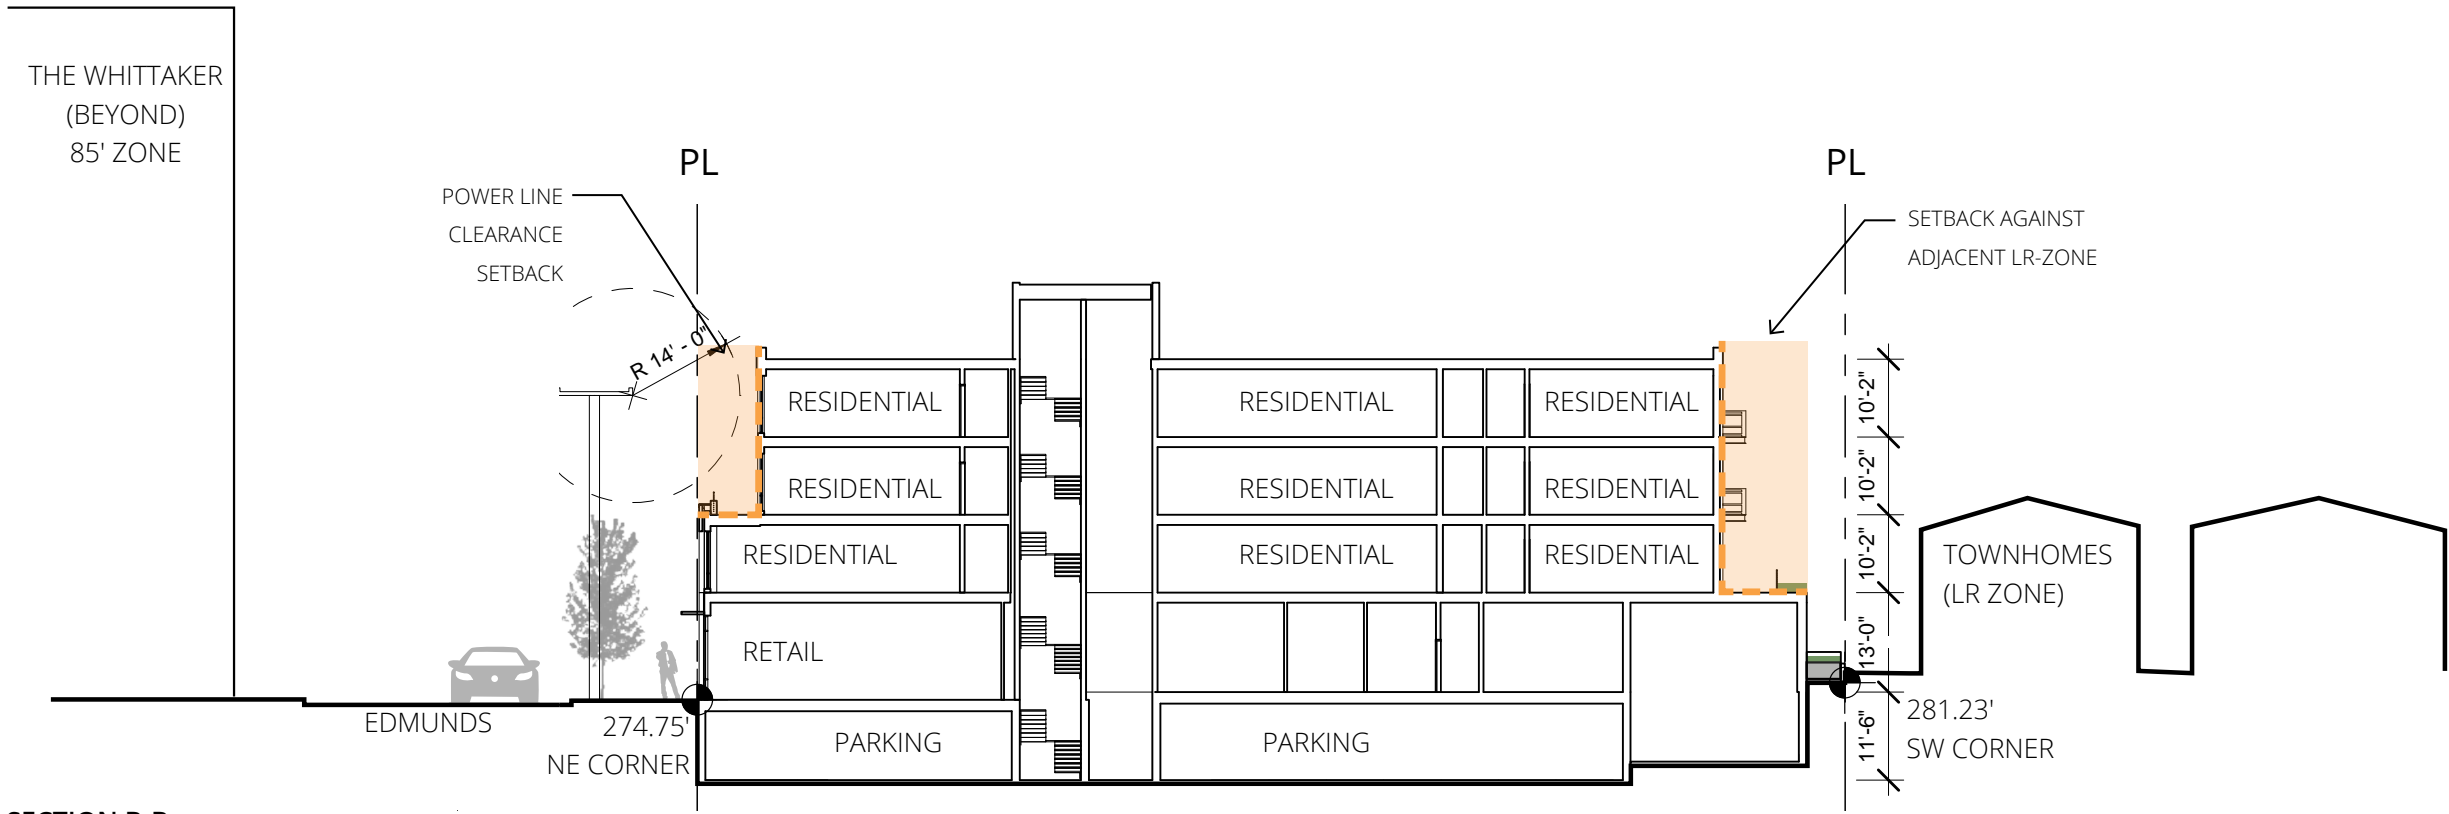 THE WHITTAKER
(BEYOND)
85' ZONE
PL
PL
POWER LINE
CLEARANCE
SETBACK
SETBACK AGAINST
ADJACENT LR-ZONE
R 14' - 0"
RESIDENTIAL
RESIDENTIAL
RESIDENTIAL
10'-2"
RESIDENTIAL
RESIDENTIAL
RESIDENTIAL
10'-2"
RESIDENTIAL
RESIDENTIAL
RESIDENTIAL
10'-2"
TOWNHOMES
(LR ZONE)
RETAIL
13'-0"
EDMUNDS
274.75'
NE CORNER
PARKING
PARKING
11'-6"
281.23'
SW CORNER